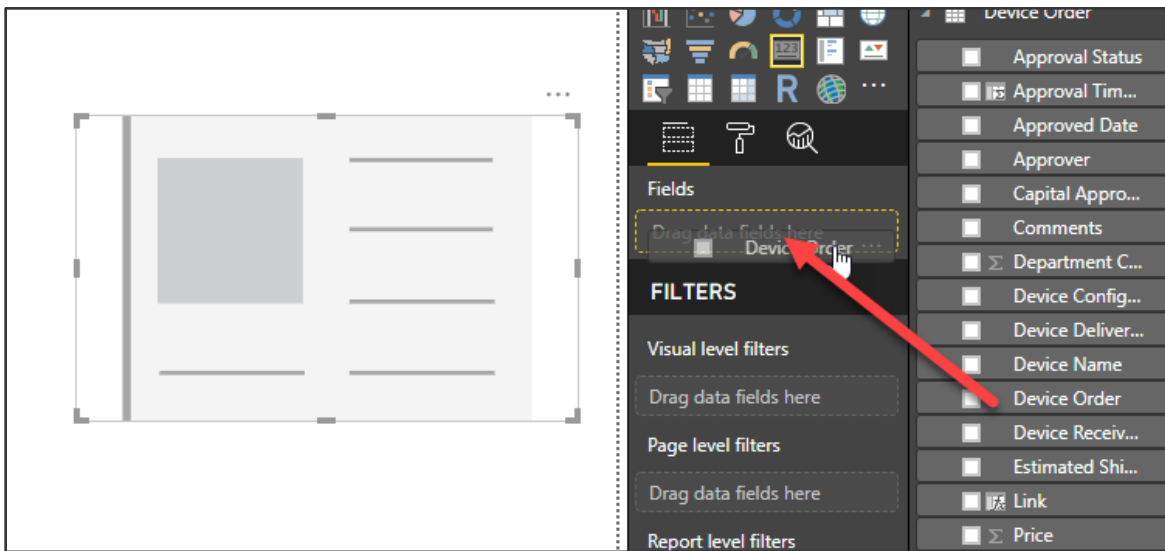 123
R
Fields
Drag data fields here
Device Order
FILTERS
Visual level filters
Drag data fields here
Page level filters
Drag data fields here
Report level filters
Device Order
Approval Status
Approval Tim...
Approved Date
Approver
Capital Appro...
Comments
Σ Department C...
Device Config...
Device Deliver...
Device Name
Device Order
Device Receiv...
Estimated Shi...
Link
Σ Price